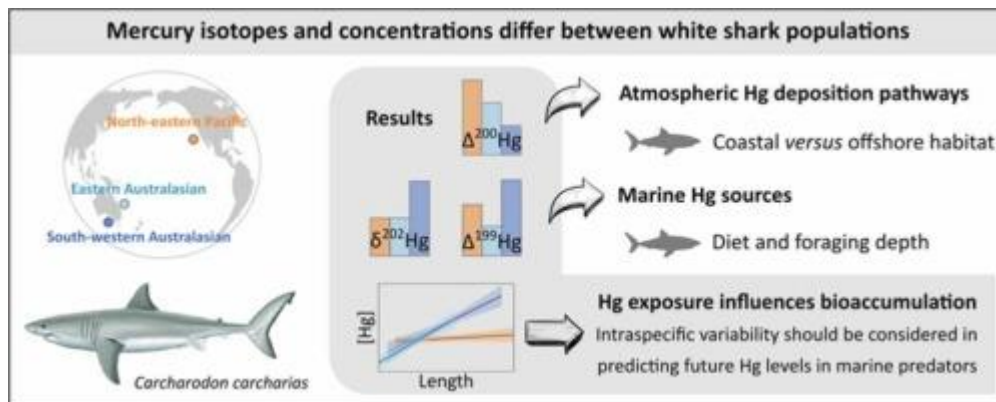 Mercury isotopes and concentrations differ between white shark populations
North-eastern Pacific
Eastern Australasian
South-western Australasian
Carcharodon carcharias
Results
Δ²⁰⁰Hg
δ²⁰²Hg
Δ¹⁹⁹Hg
[Hg]
Length
Atmospheric Hg deposition pathways
Coastal versus offshore habitat
Marine Hg sources
Diet and foraging depth
Hg exposure influences bioaccumulation
Intraspecific variability should be considered in
predicting future Hg levels in marine predators